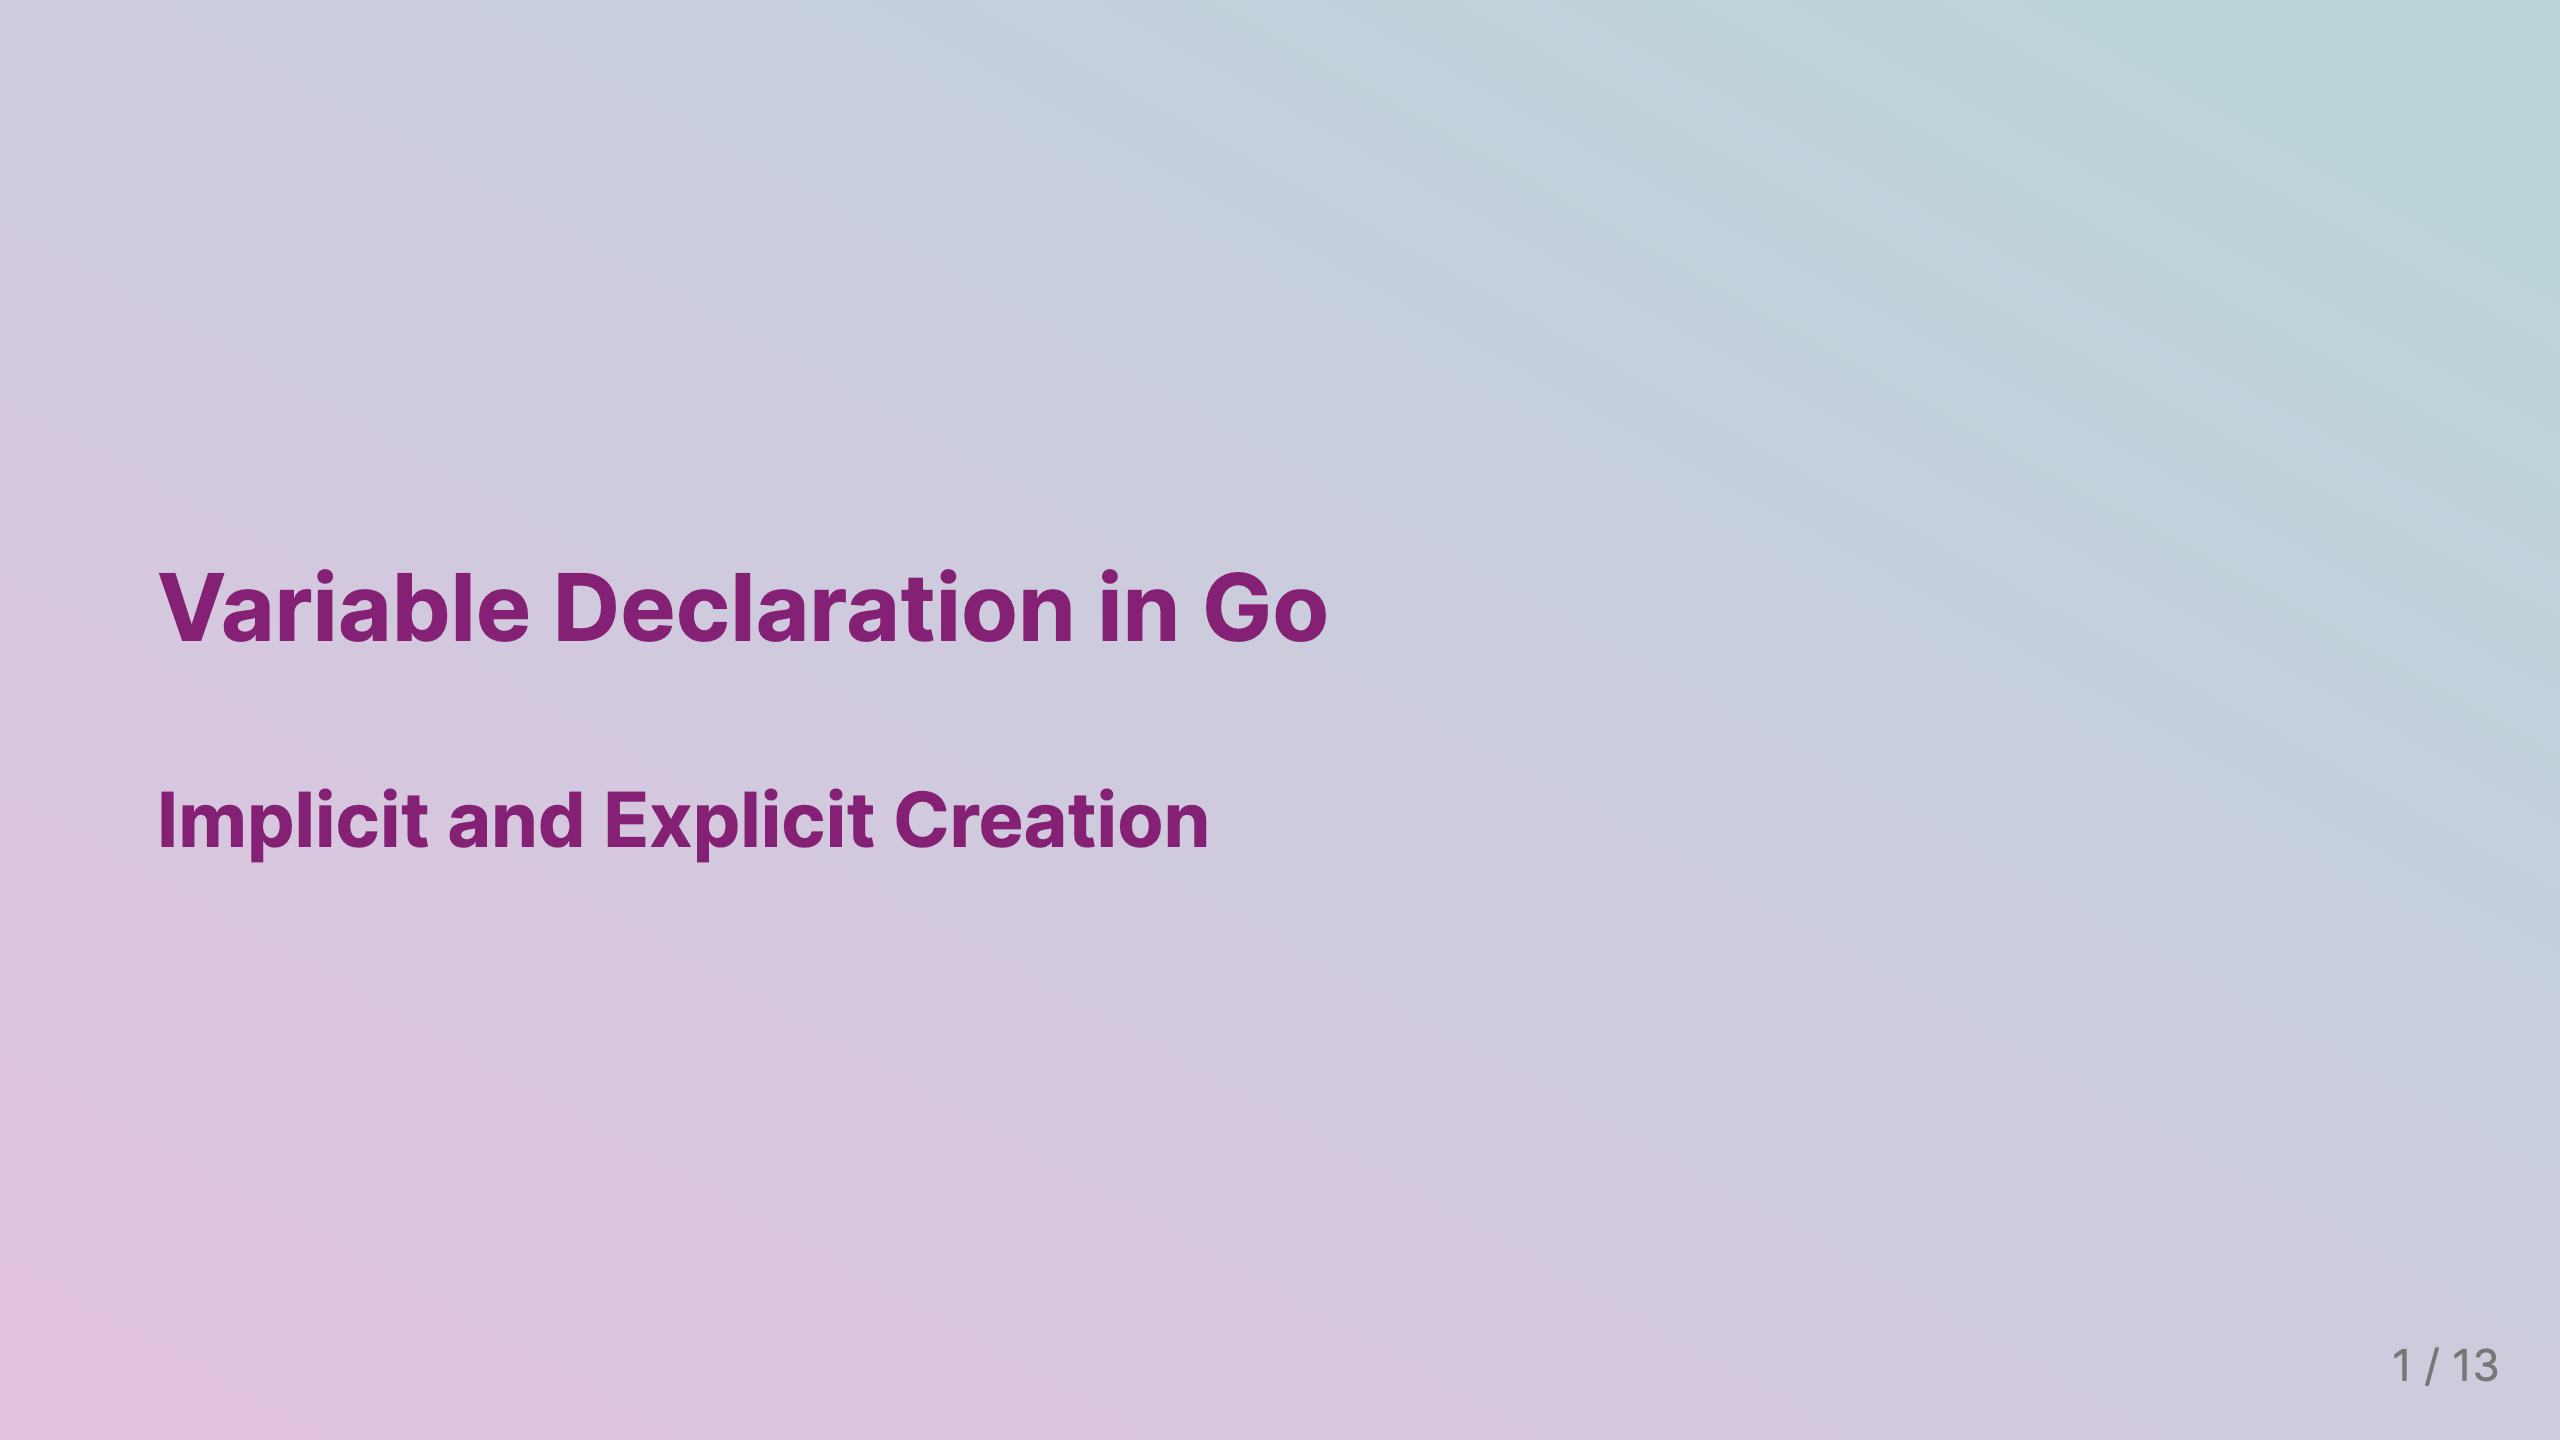 Variable Declaration in Go
Implicit and Explicit Creation
1 / 13